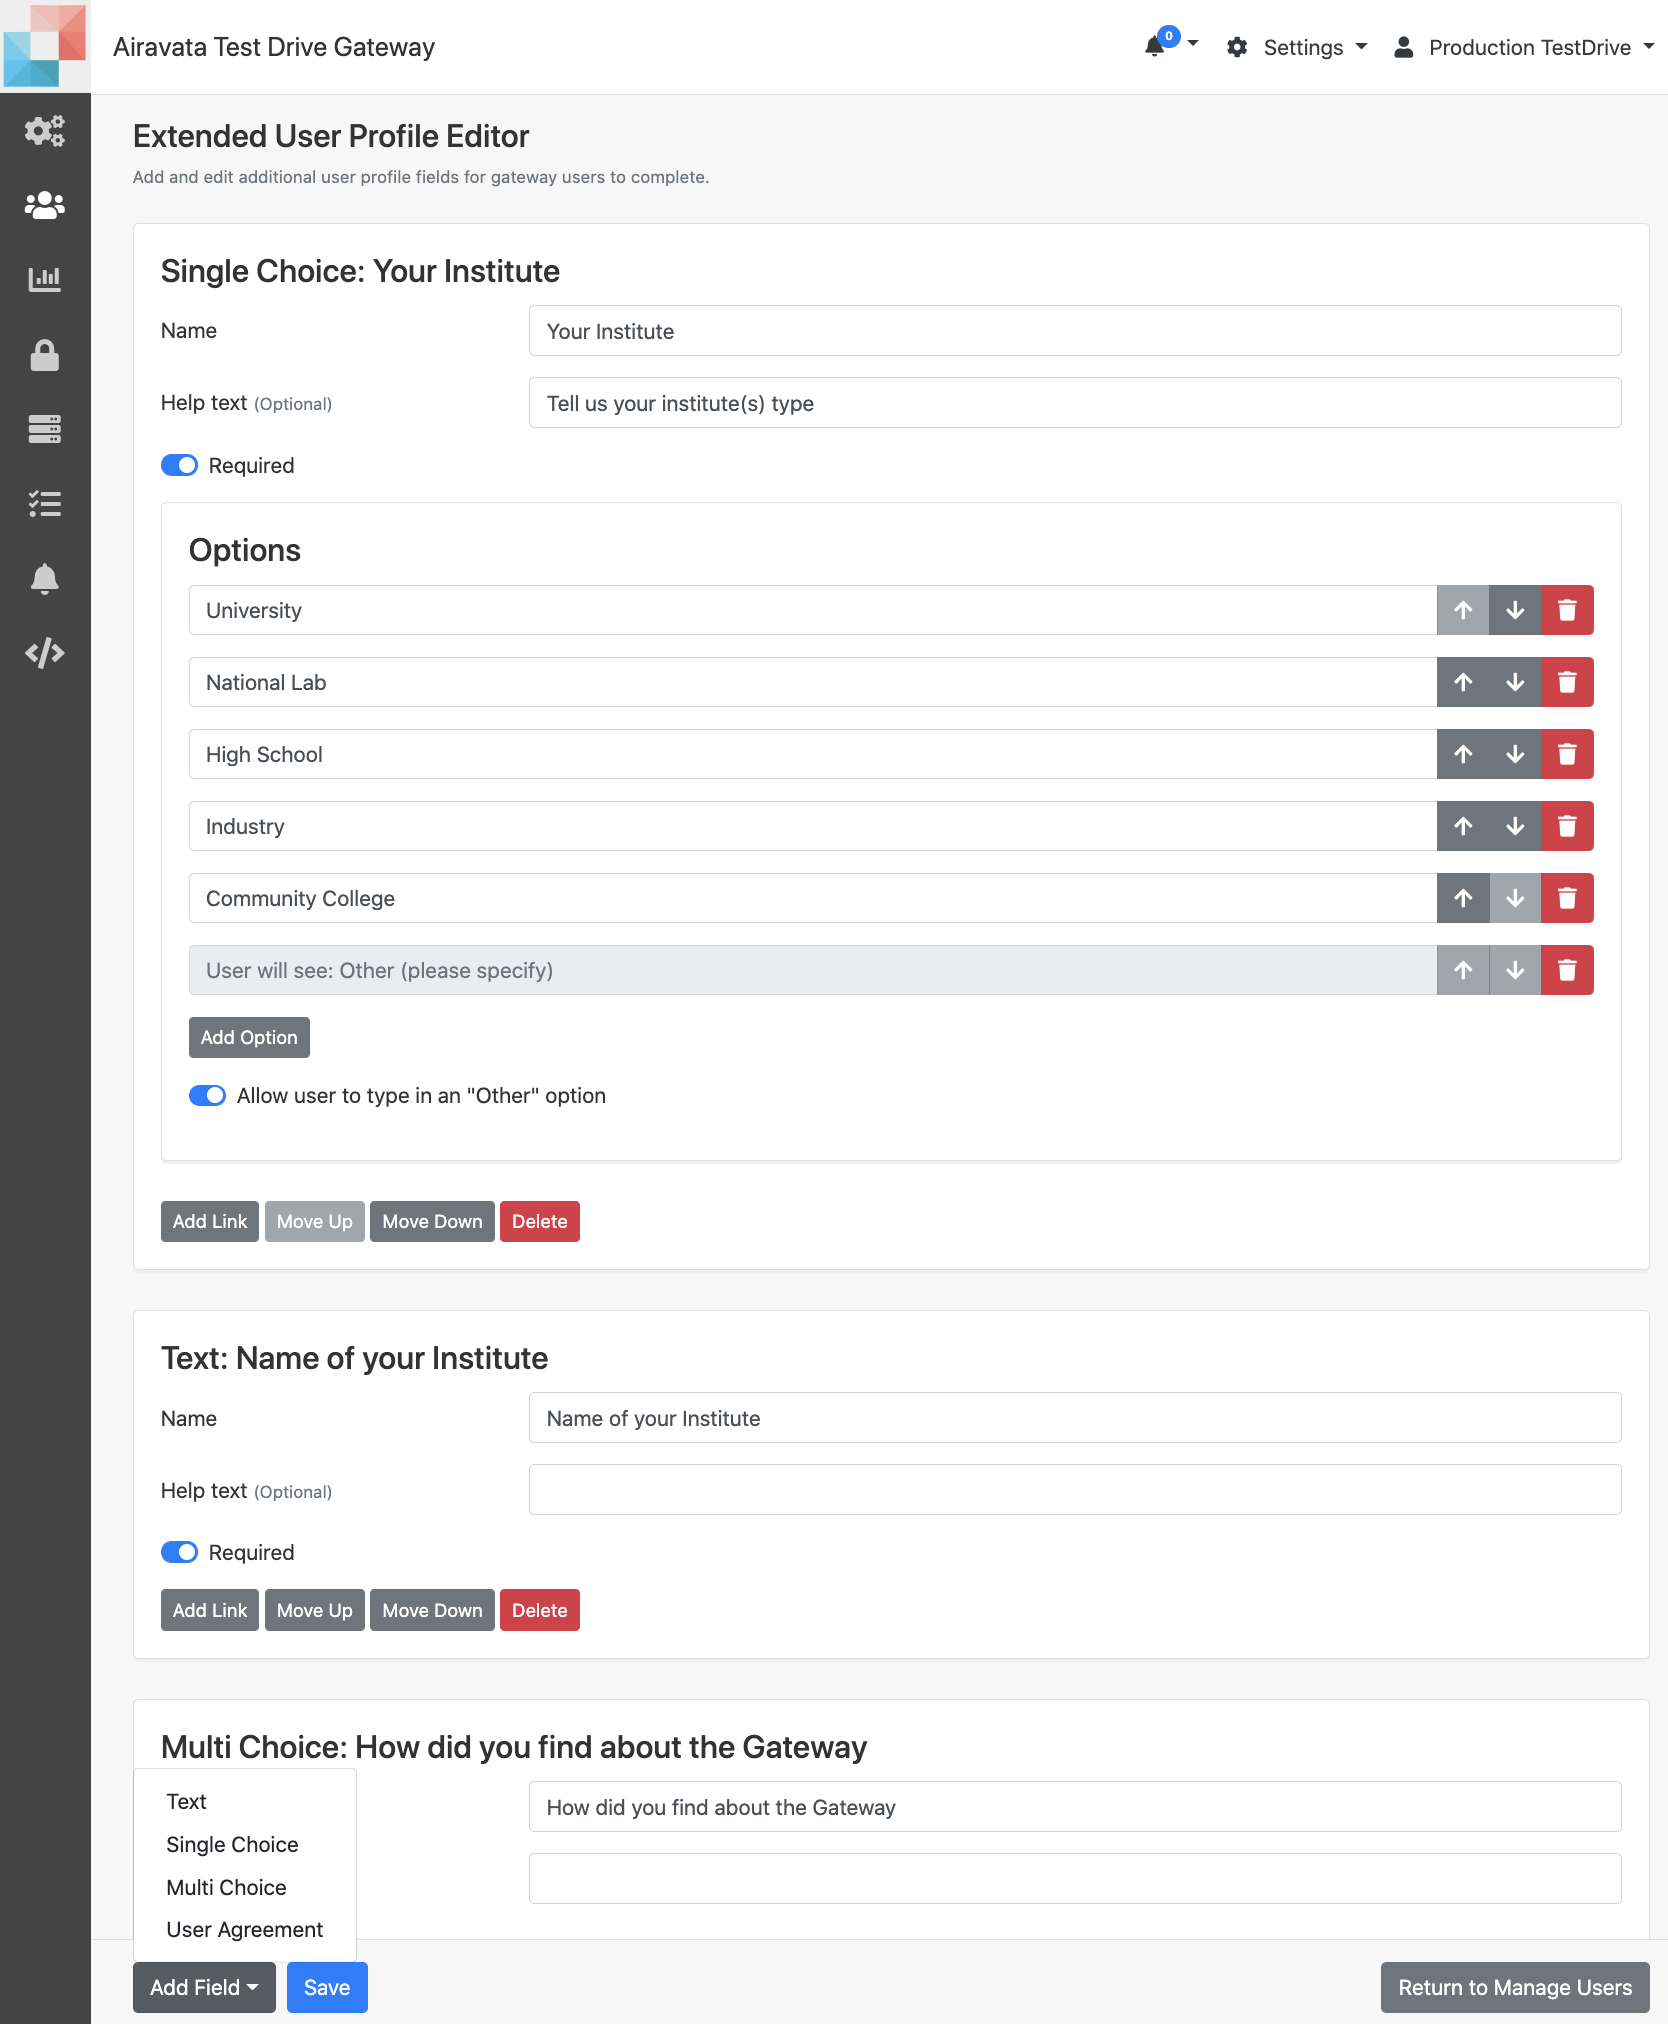 Airavata Test Drive Gateway
0
Settings
Production TestDrive
Extended User Profile Editor
Add and edit additional user profile fields for gateway users to complete.
Single Choice: Your Institute
Name
Your Institute
Help text (Optional)
Tell us your institute(s) type
Required
Options
University
National Lab
High School
Industry
Community College
User will see: Other (please specify)
Add Option
Allow user to type in an "Other" option
Add Link Move Up Move Down Delete
Text: Name of your Institute
Name
Name of your Institute
Help text (Optional)
Required
Add Link Move Up Move Down Delete
Multi Choice: How did you find about the Gateway
How did you find about the Gateway
Text
Single Choice
Multi Choice
User Agreement
Add Field Save Return to Manage Users